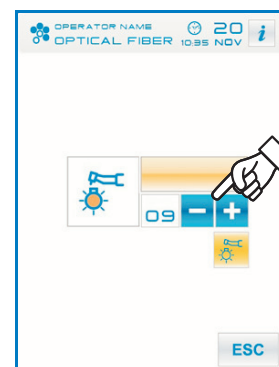 OPERATOR NAME
OPTICAL FIBER
10:35
20
NOV
i
09
- +
ESC